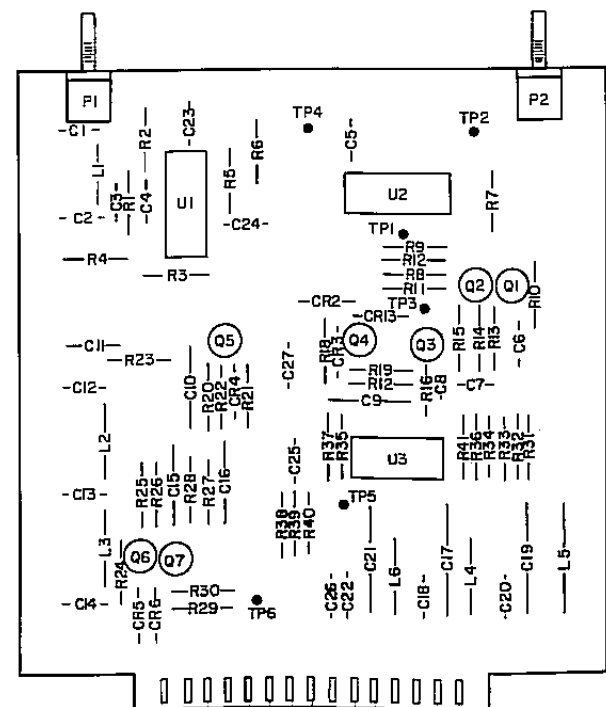 P1
P2
C1
R2
C23
R6
TP4
C5
TP2
L1
R5
C3
R1
C4
U1
U2
R7
C2
C24
TP1
R4
R3
R9
R12
R8
R11
Q2
Q1
R10
CR2
TP3
CR13
C11
R23
Q5
C27
R18
CR3
Q4
Q3
R15
R14
R13
C6
C12
C10
R20
R22
CR4
R21
R19
R12
C9
R16
C8
C7
L2
R37
R35
U3
R41
R36
R34
R33
R32
R31
C13
R25
R26
C15
R28
R27
C16
C25
R38
R39
R40
TP5
L3
R24
Q6
Q7
C21
L6
C17
L4
C19
L5
C14
CR5
CR6
R30
R29
TP6
C26
C22
C18
C20